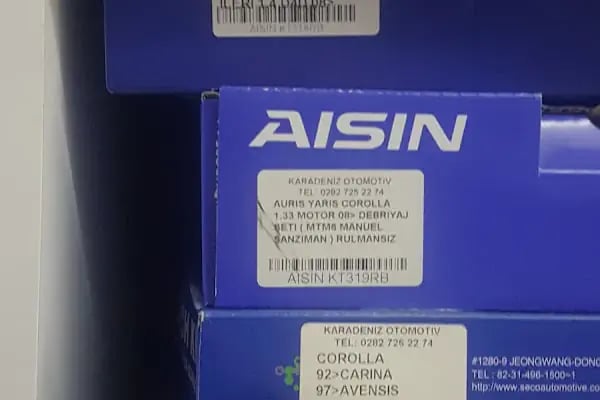 AISIN KT318RB
AISIN
KARADENIZ OTOMOTIV
TEL: 0282 725 22 74
AURIS YARIS COROLLA
1.33 MOTOR 08> DEBRIYAJ
SETI ( MTM6 MANUEL
SANZIMAN ) RULMANSIZ
AISIN KT319RB
KARADENIZ OTOMOTIV
TEL: 0282 725 22 74
COROLLA
92>CARINA
97>AVENSIS
#1280-9 JEONGWANG-DONG
TEL : 82-31-496-1500~1
http://www.secoautomotive.com